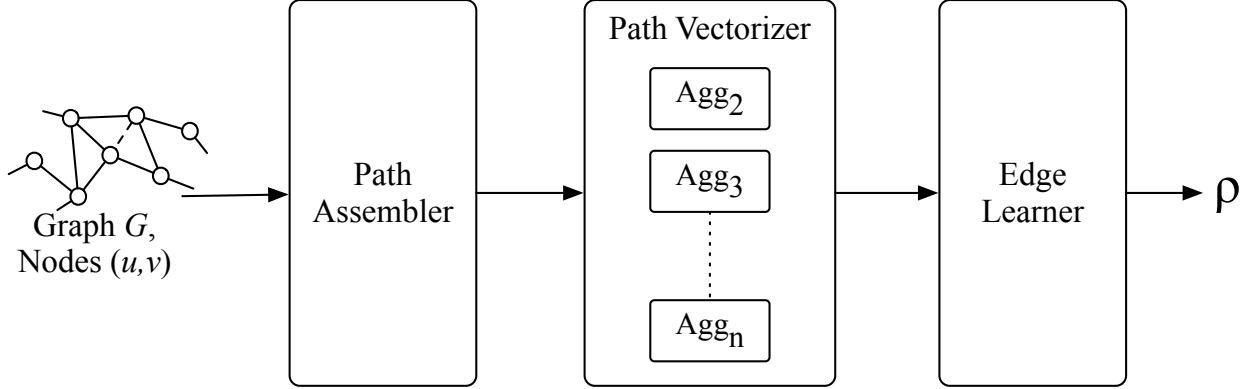 Graph G,
Nodes (u,v)
Path
Assembler
Path Vectorizer
Agg2
Agg3
Aggn
Edge
Learner
ρ